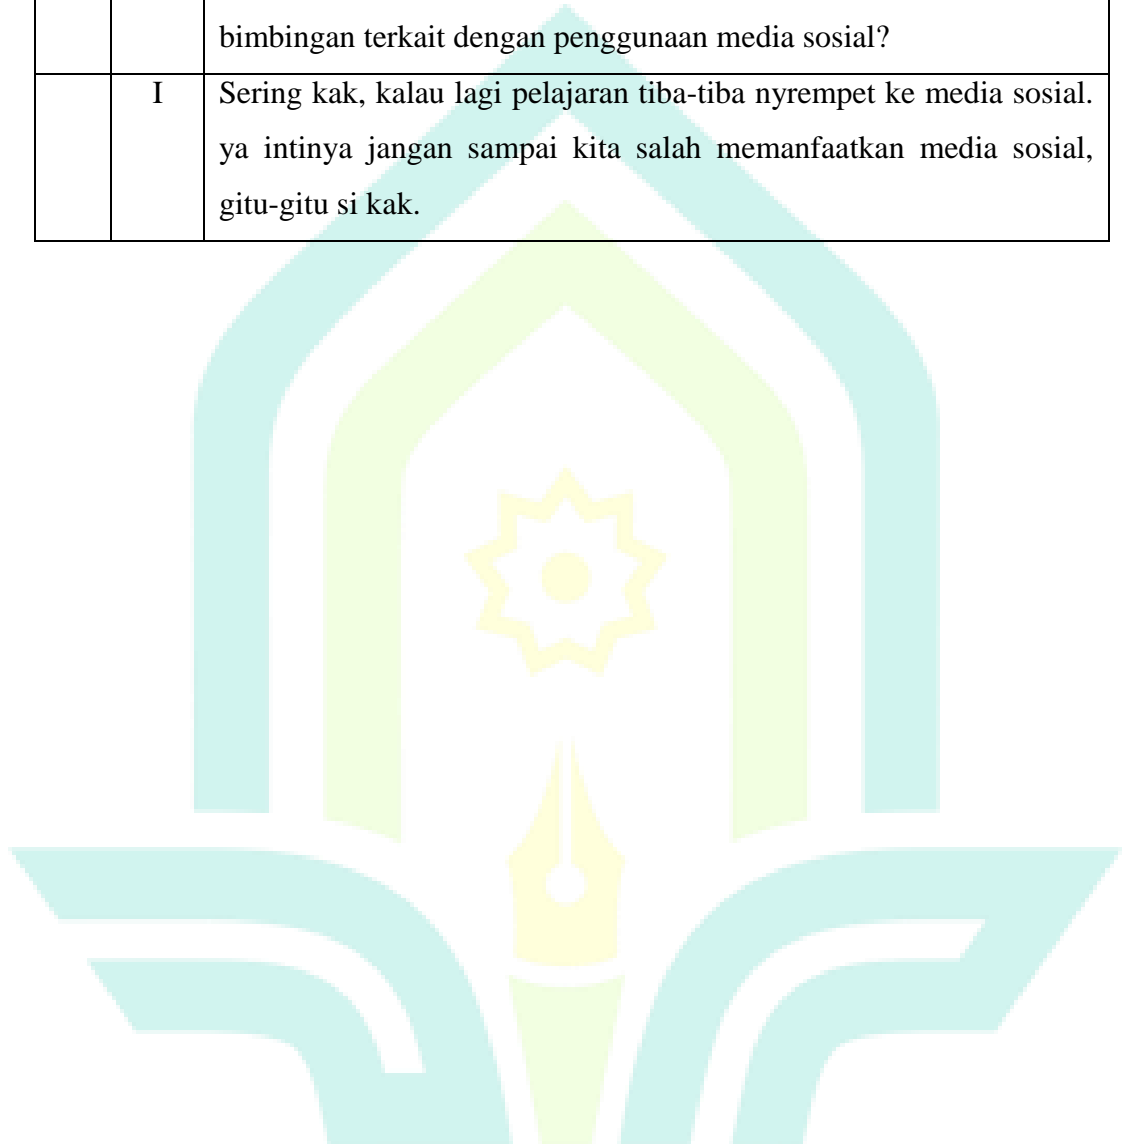 bimbingan terkait dengan penggunaan media sosial?
I Sering kak, kalau lagi pelajaran tiba-tiba nyrempet ke media sosial.
ya intinya jangan sampai kita salah memanfaatkan media sosial,
gitu-gitu si kak.